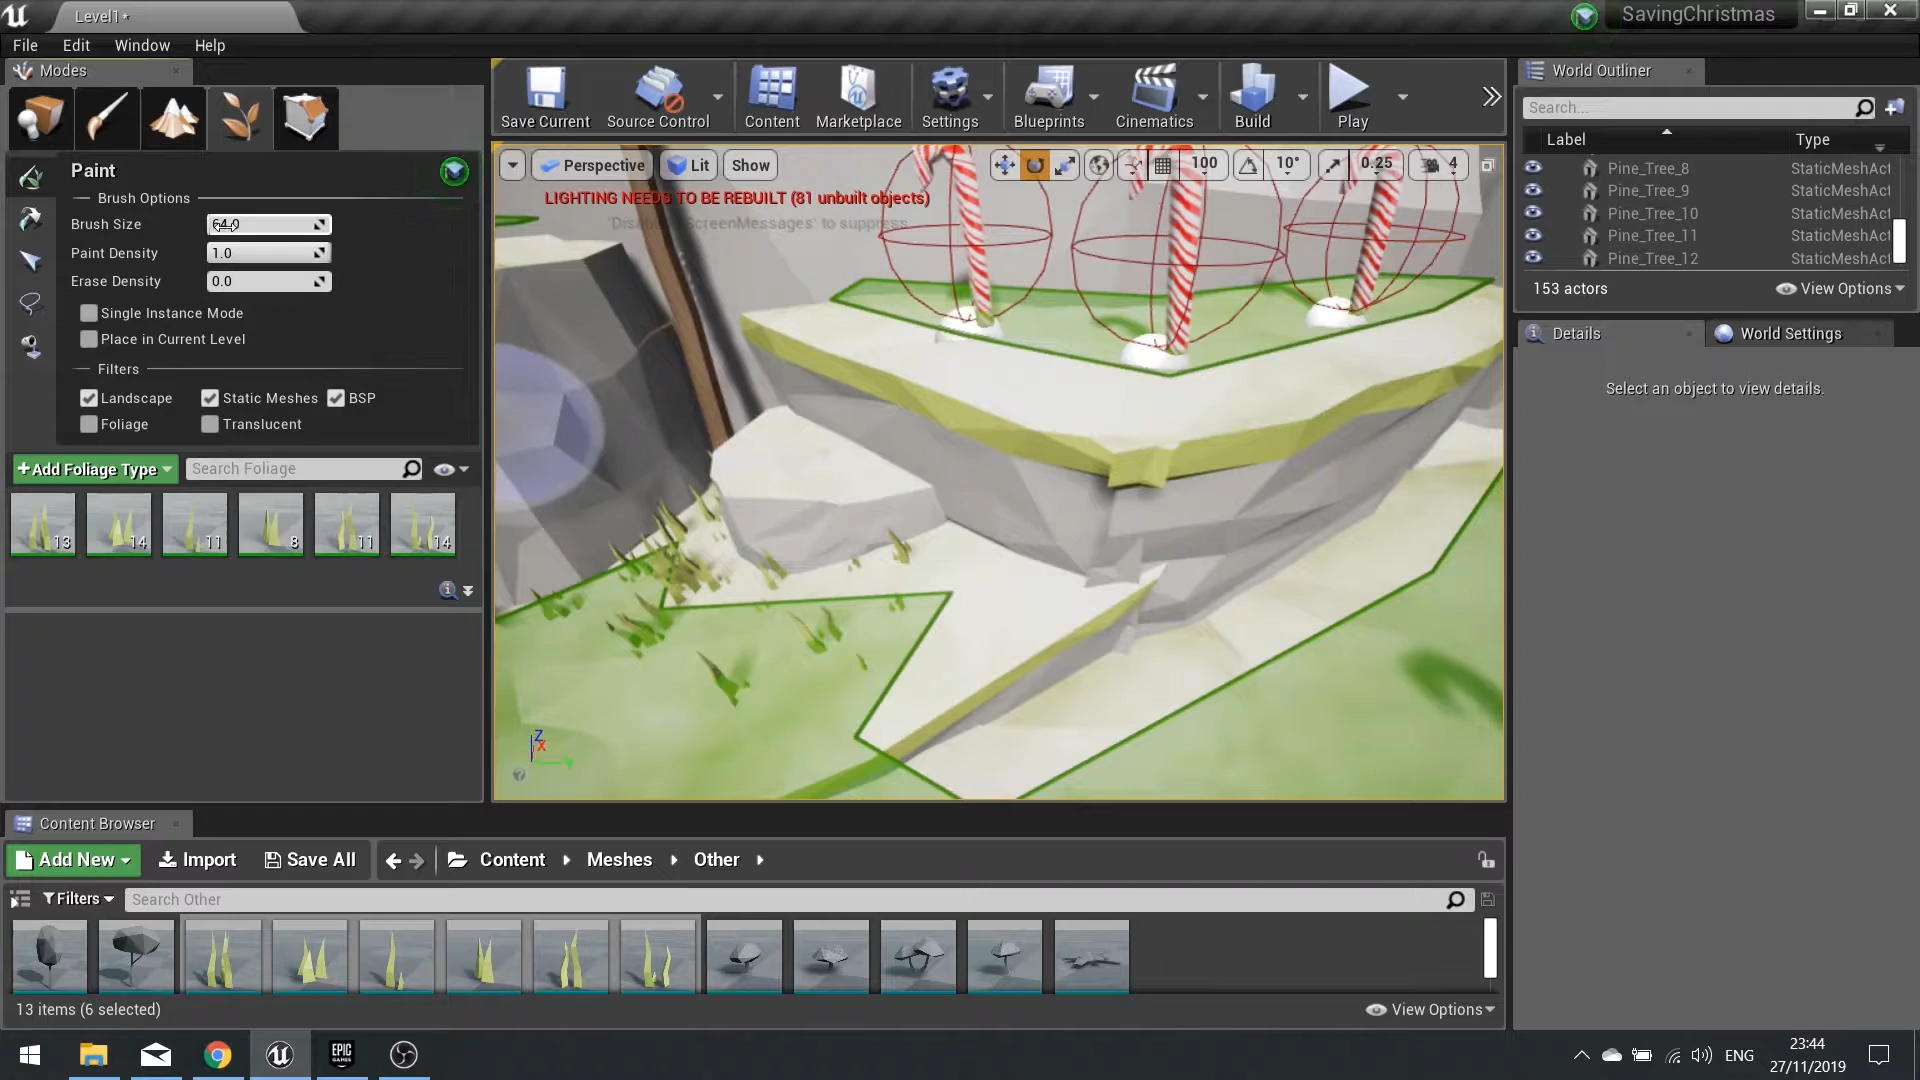 Level1*
SavingChristmas
File Edit Window Help
Modes
Save Current
Source Control
Content
Marketplace
Settings
Blueprints
Cinematics
Build
Play
World Outliner
Search...
Label
Type
Pine_Tree_8 StaticMeshAct
Pine_Tree_9 StaticMeshAct
Pine_Tree_10 StaticMeshAct
Pine_Tree_11 StaticMeshAct
Pine_Tree_12 StaticMeshAct
153 actors
View Options
Details
World Settings
Select an object to view details.
Paint
Brush Options
Brush Size 64.0
Paint Density 1.0
Erase Density 0.0
Single Instance Mode
Place in Current Level
Filters
Landscape Static Meshes BSP
Foliage Translucent
+Add Foliage Type
Search Foliage
13 14 11 8 11 14
Perspective Lit Show
100 10° 0.25 4
LIGHTING NEEDS TO BE REBUILT (81 unbuilt objects)
ScreenMessages' to suppress
Z
X
Content Browser
Add New
Import
Save All
Content
Meshes
Other
Filters
Search Other
13 items (6 selected)
View Options
EPIC
GAMES
ENG
23:44
27/11/2019